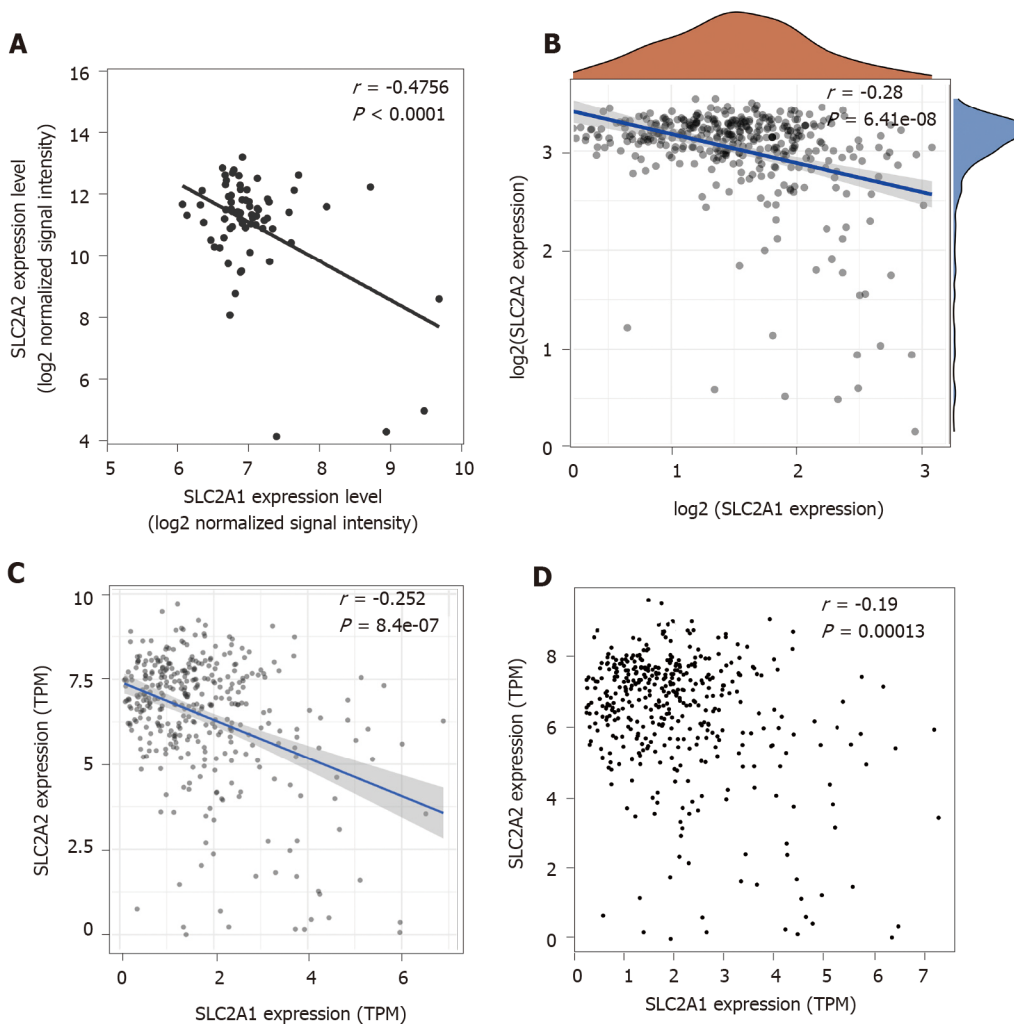 A
r = -0.4756
P < 0.0001
16
14
12
10
8
6
4
SLC2A2 expression level
(log2 normalized signal intensity)
5 6 7 8 9 10
SLC2A1 expression level
(log2 normalized signal intensity)
B
r = -0.28
P = 6.41e-08
3
2
1
0
log2(SLC2A2 expression)
0 1 2 3
log2 (SLC2A1 expression)
C
r = -0.252
P = 8.4e-07
10
7.5
5
2.5
0
SLC2A2 expression (TPM)
0 2 4 6
SLC2A1 expression (TPM)
D
r = -0.19
P = 0.00013
8
6
4
2
0
SLC2A2 expression (TPM)
0 1 2 3 4 5 6 7
SLC2A1 expression (TPM)